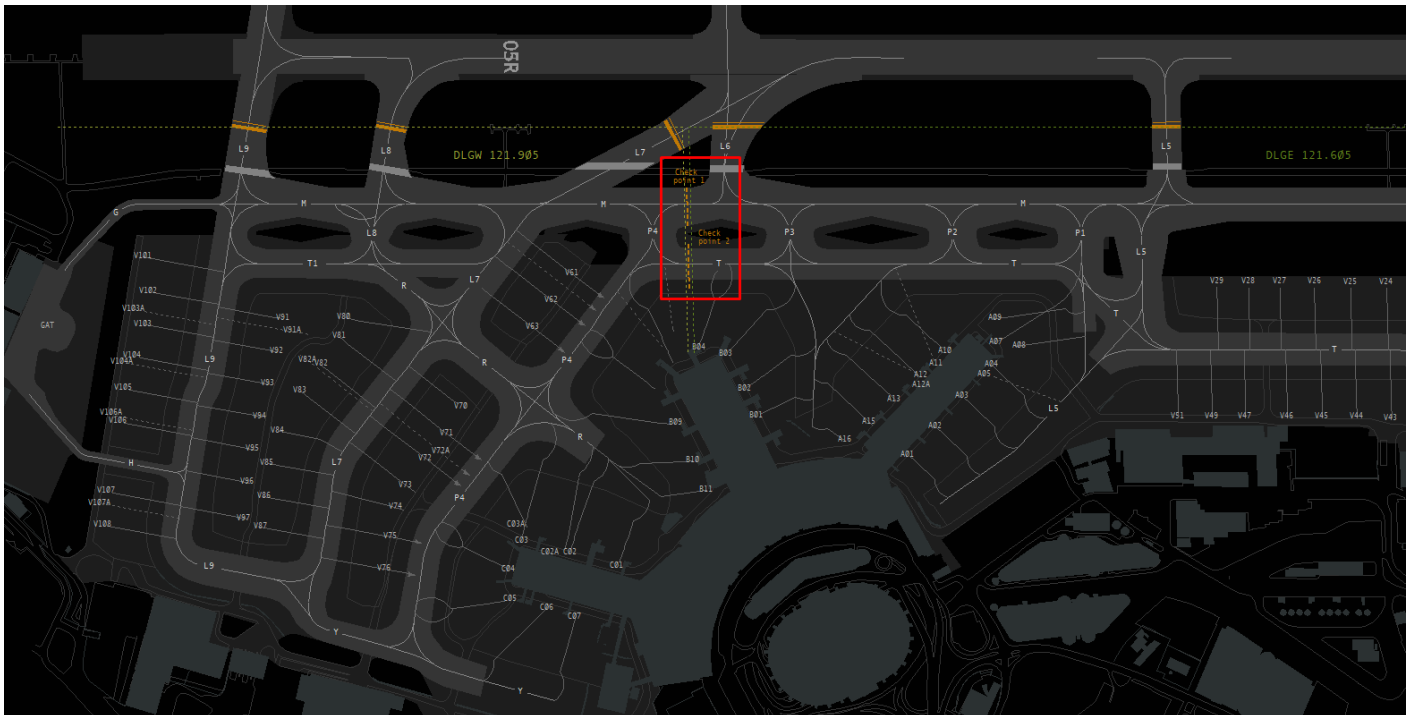 05R
L9
L8
L7
L6
L5
DLGW 121.905
DLGE 121.605
Check
point 1
G
M
M
M
L8
P4
Check
point 2
P3
P2
P1
L5
T1
T
T
R
L7
V101
V102
V103A
V103
V104
V104A
V105
V106A
V106
V107
V107A
V108
GAT
H
V91
V91A
V92
V93
V94
V95
V96
V97
L9
L9
V80
V81
V82A
V82
V83
V84
V85
V86
V87
L7
V61
V62
V63
V70
V71
V72A
V72
V73
V74
V75
V76
R
R
P4
P4
Y
Y
B04
B03
B02
B01
B09
B10
B11
C03A
C03
C02A
C02
C01
C04
C05
C06
C07
A09
A07
A08
A10
A11
A04
A05
A12
A12A
A13
A03
A15
A02
A16
A01
L5
T
T
V29
V28
V27
V26
V25
V24
V51
V49
V47
V46
V45
V44
V43